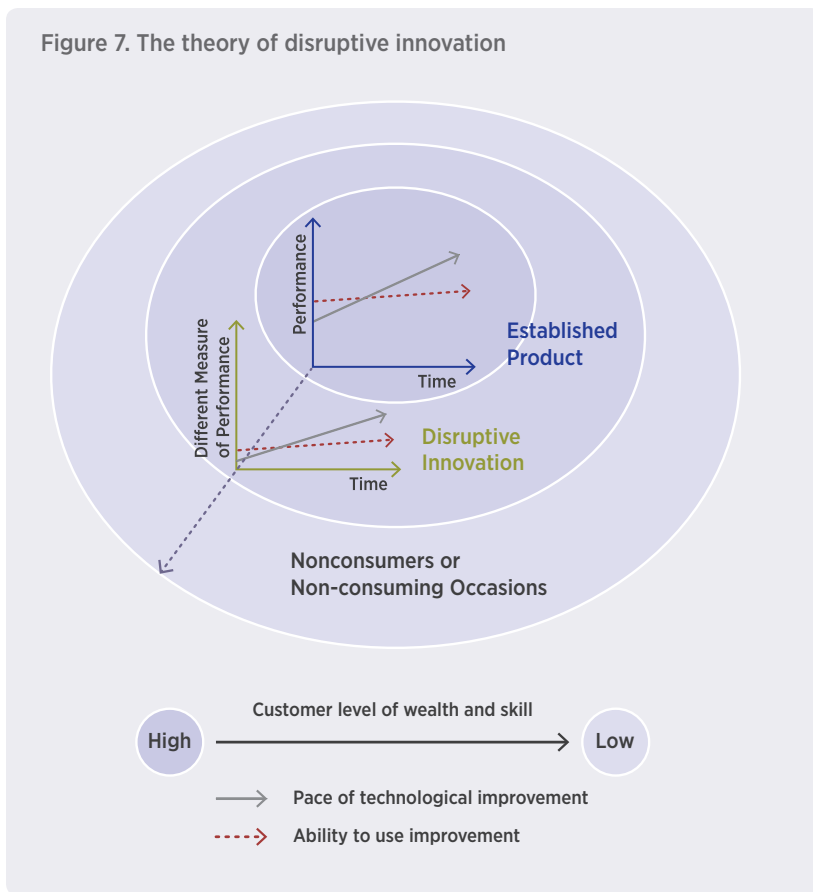 Figure 7. The theory of disruptive innovation
Performance
Time
Established
Product
Different Measure
of Performance
Time
Disruptive
Innovation
Nonconsumers or
Non-consuming Occasions
Customer level of wealth and skill
High
Low
Pace of technological improvement
Ability to use improvement